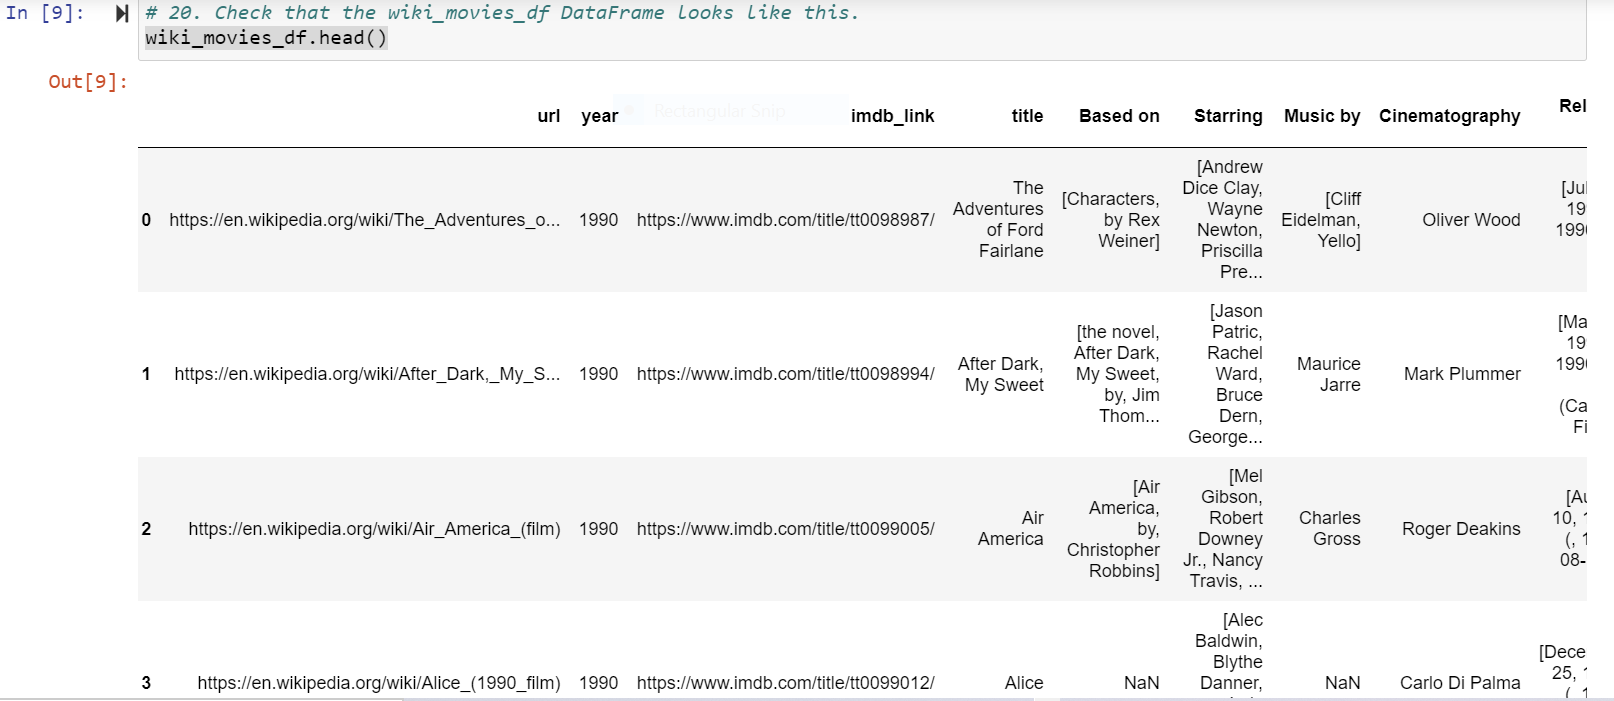 In [9]:
# 20. Check that the wiki_movies_df DataFrame looks like this.
wiki_movies_df.head()
Out[9]:
Rectangular Snip
url year imdb_link title Based on Starring Music by Cinematography Rel
0 https://en.wikipedia.org/wiki/The_Adventures_o... 1990 https://www.imdb.com/title/tt0098987/
The
Adventures
of Ford
Fairlane
[Characters,
by Rex
Weiner]
[Andrew
Dice Clay,
Wayne
Newton,
Priscilla
Pre...
[Cliff
Eidelman,
Yello]
Oliver Wood
[Jul
19
1990
1 https://en.wikipedia.org/wiki/After_Dark,_My_S... 1990 https://www.imdb.com/title/tt0098994/
After Dark,
My Sweet
[the novel,
After Dark,
My Sweet,
by, Jim
Thom...
[Jason
Patric,
Rachel
Ward,
Bruce
Dern,
George...
Maurice
Jarre
Mark Plummer
[Ma
19
1990
(Ca
Fi
2 https://en.wikipedia.org/wiki/Air_America_(film) 1990 https://www.imdb.com/title/tt0099005/
Air
America
[Air
America,
by,
Christopher
Robbins]
[Mel
Gibson,
Robert
Downey
Jr., Nancy
Travis, ...
Charles
Gross
Roger Deakins
[Au
10, 1
(, 1
08-
3 https://en.wikipedia.org/wiki/Alice_(1990_film) 1990 https://www.imdb.com/title/tt0099012/
Alice
NaN
[Alec
Baldwin,
Blythe
Danner,
NaN
Carlo Di Palma
[Dece
25, 1
(, 1